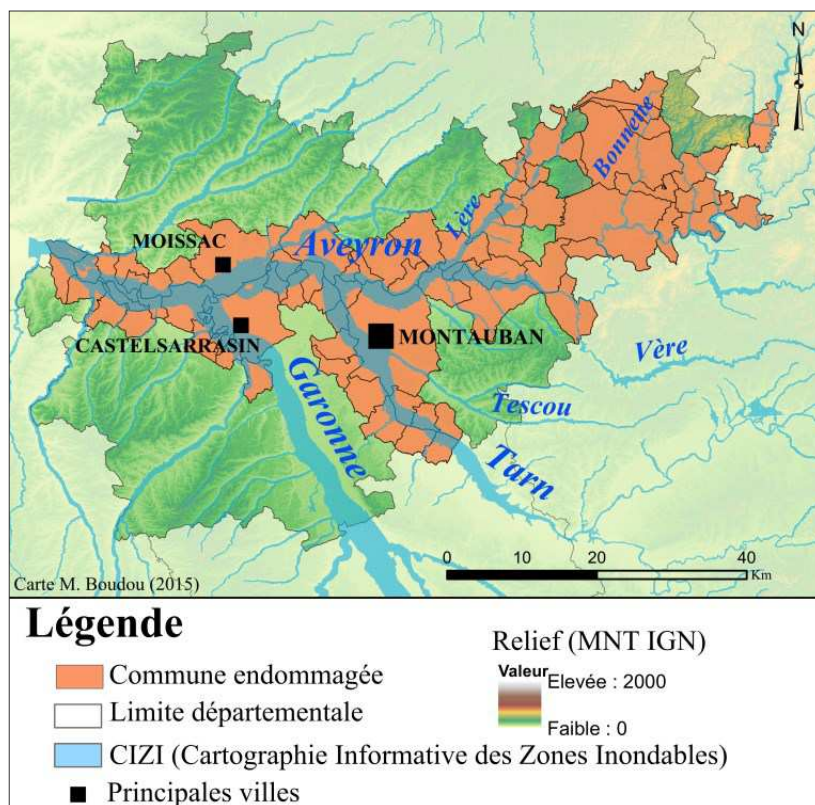 N
Bonnette
Lère
MOISSAC
Aveyron
CASTELSARRASIN
MONTAUBAN
Vère
Garonne
Tescou
Tarn
0 10 20 40
Km
Carte M. Boudou (2015)
Légende
Commune endommagée
Limite départementale
CIZI (Cartographie Informative des Zones Inondables)
Principales villes
Relief (MNT IGN)
Valeur
Elevée : 2000
Faible : 0